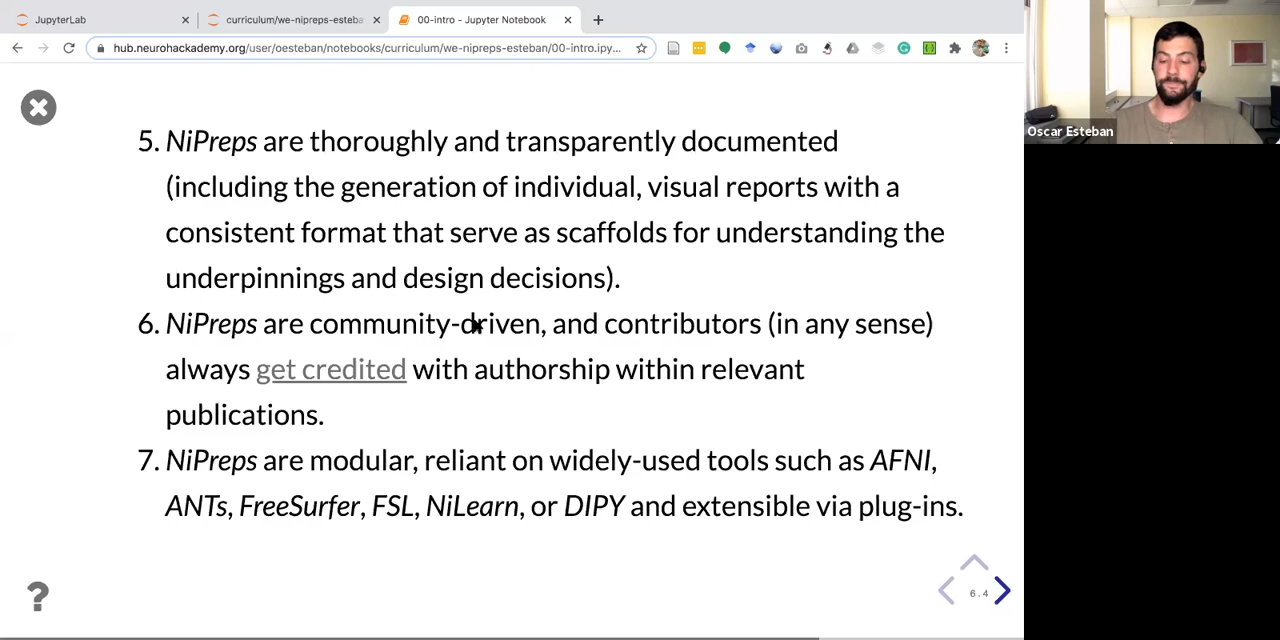 JupyterLab
curriculum/we-nipreps-esteba
00-intro - Jupyter Notebook
hub.neurohackademy.org/user/oesteban/notebooks/curriculum/we-nipreps-esteban/00-intro.ipy...
Oscar Esteban
5. NiPreps are thoroughly and transparently documented
(including the generation of individual, visual reports with a
consistent format that serve as scaffolds for understanding the
underpinnings and design decisions).
6. NiPreps are community-driven, and contributors (in any sense)
always get credited with authorship within relevant
publications.
7. NiPreps are modular, reliant on widely-used tools such as AFNI,
ANTs, FreeSurfer, FSL, NiLearn, or DIPY and extensible via plug-ins.
6.4
?